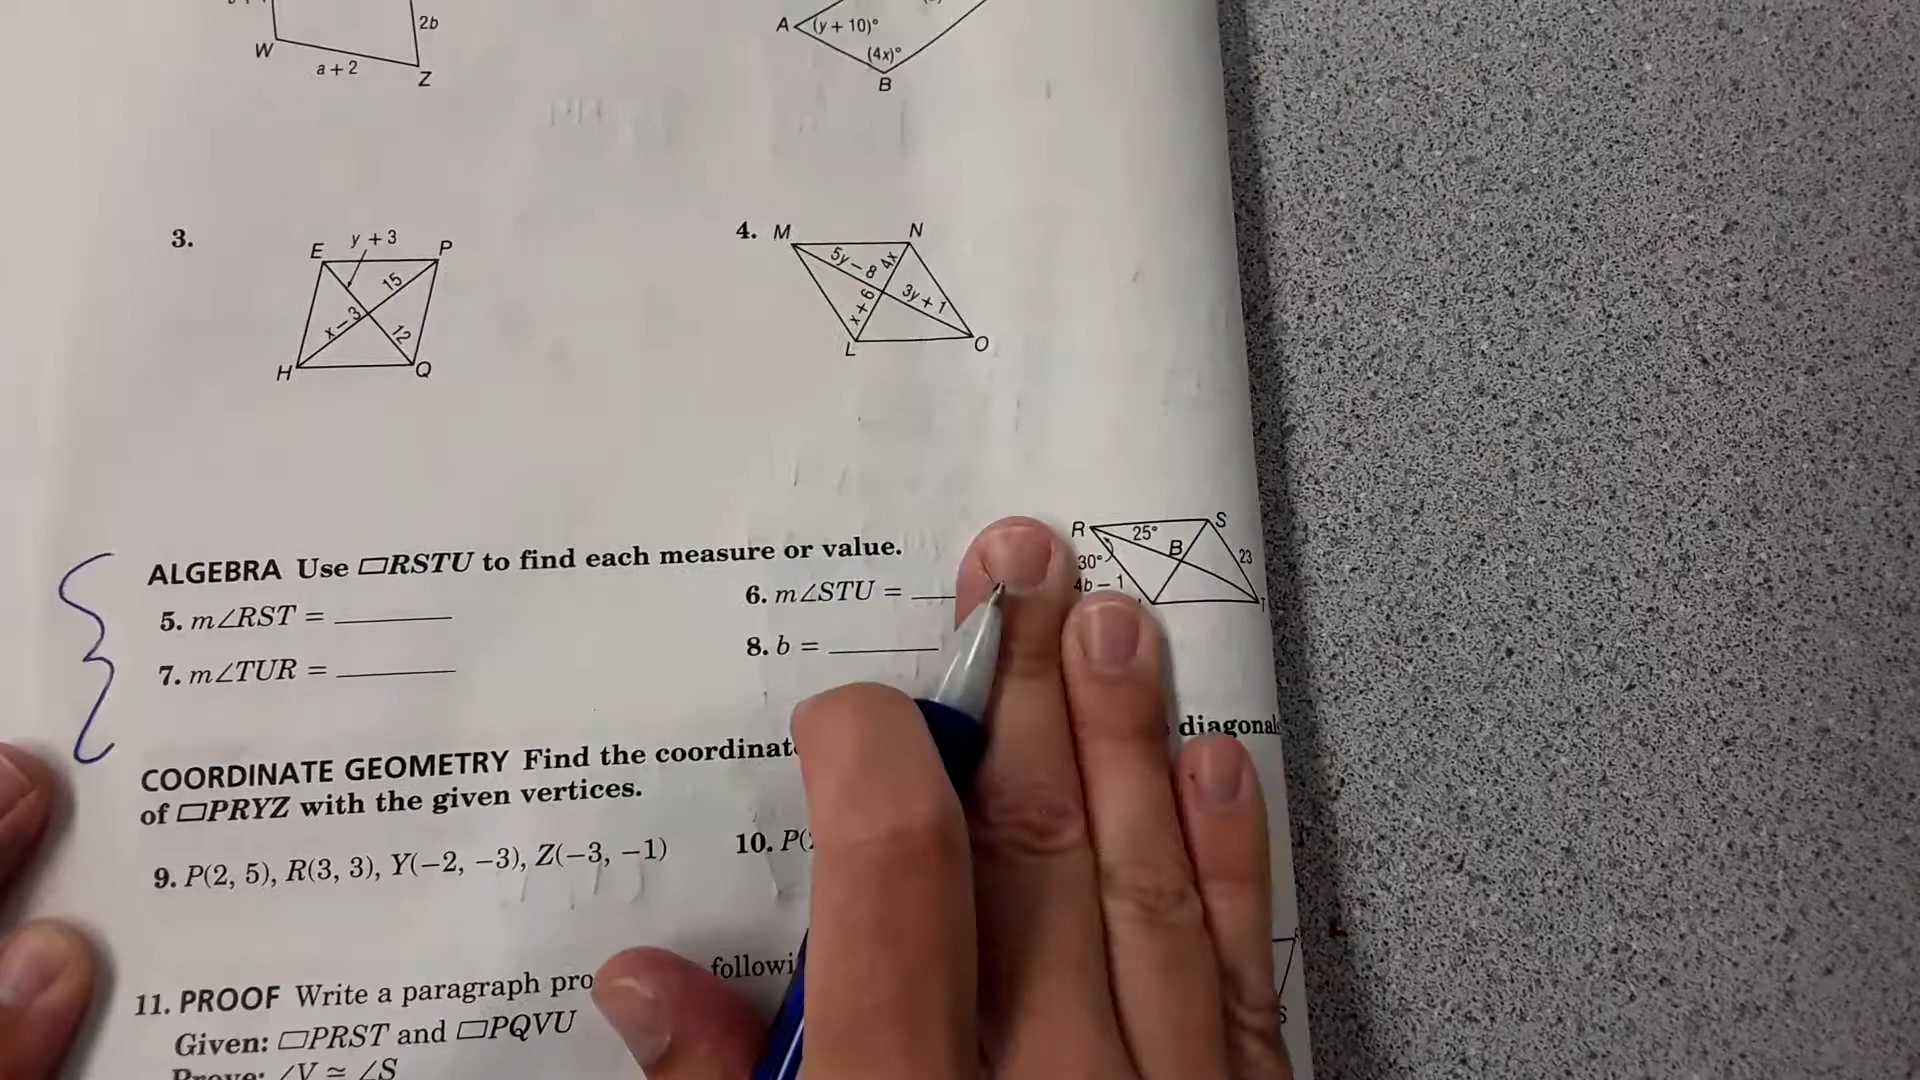 2b
W
a + 2
Z
A
(y + 10)°
(4x)°
B
3.
E
y + 3
P
15
x – 3
12
H
Q
4.
M
N
5y – 8
4x
x + 6
3y + 1
L
O
ALGEBRA Use ▱RSTU to find each measure or value.
5. m∠RST = ________
6. m∠STU =
7. m∠TUR = ________
8. b = ________
R
S
25°
B
30°
23
4b – 1
T
COORDINATE GEOMETRY Find the coordinat diagonal
of ▱PRYZ with the given vertices.
9. P(2, 5), R(3, 3), Y(−2, −3), Z(−3, −1)
10. P(
11. PROOF Write a paragraph pro followi
Given: ▱PRST and ▱PQVU
Prove: ∠V ≅ ∠S
S